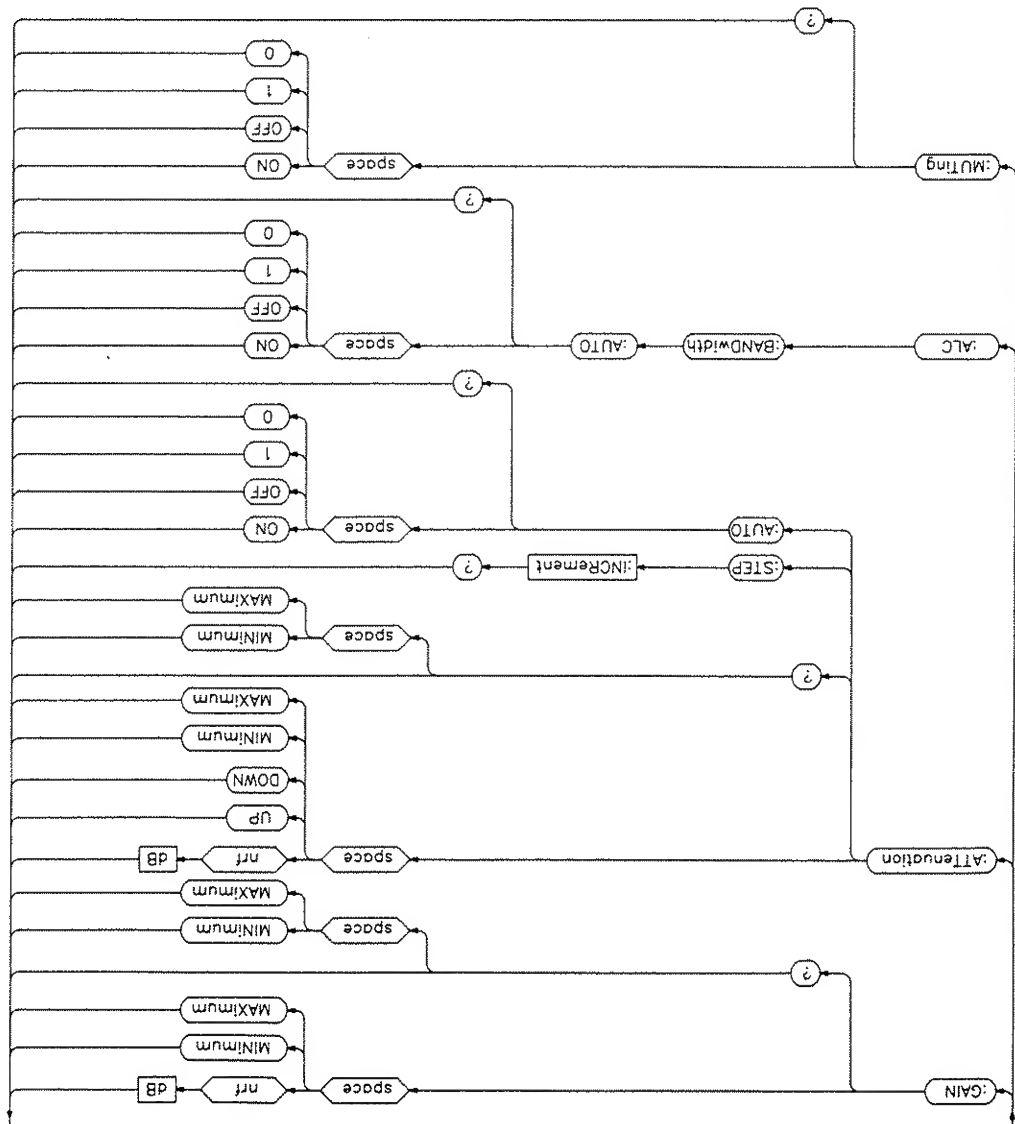 :GAIN space nrf dB
MINimum
MAXimum
?
space MINimum
MAXimum
:ATTenuation space nrf dB
UP
DOWN
MINimum
MAXimum
?
space MINimum
MAXimum
:STEP :INCRement ?
:AUTO space ON
OFF
1
0
?
:ALC :BANDwidth :AUTO space ON
OFF
1
0
?
:MUTing space ON
OFF
1
0
?